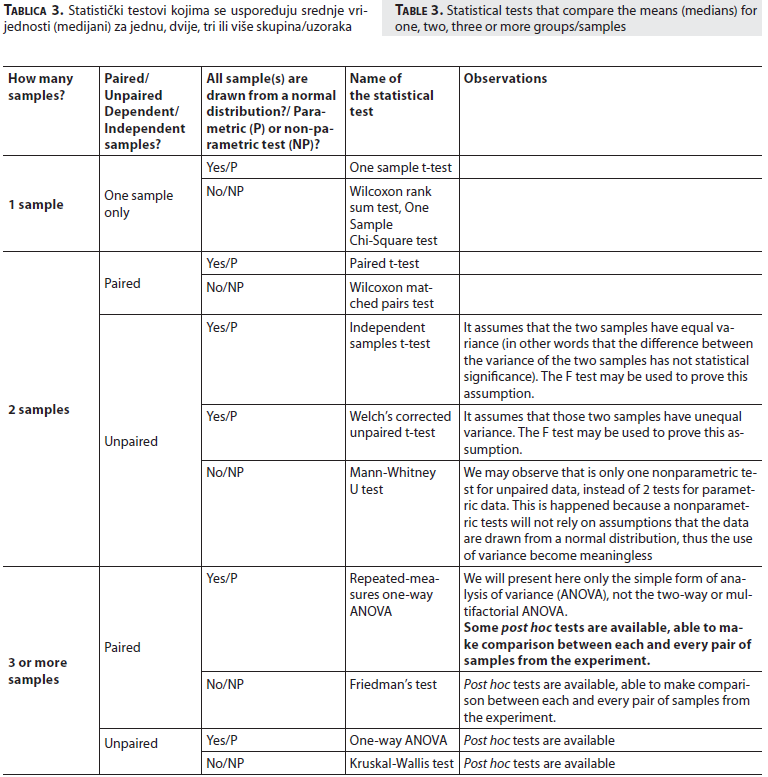 TABLICA 3. Statistički testovi kojima se uspoređuju srednje vri-
jednosti (medijani) za jednu, dvije, tri ili više skupina/uzoraka
TABLE 3. Statistical tests that compare the means (medians) for
one, two, three or more groups/samples
How many
samples?
Paired/
Unpaired
Dependent/
Independent
samples?
All sample(s) are
drawn from a normal
distribution?/ Para-
metric (P) or non-pa-
rametric test (NP)?
Name of
the statistical
test
Observations
1 sample
One sample
only
Yes/P
One sample t-test
No/NP
Wilcoxon rank
sum test, One
Sample
Chi-Square test
2 samples
Paired
Yes/P
Paired t-test
No/NP
Wilcoxon mat-
ched pairs test
Unpaired
Yes/P
Independent
samples t-test
It assumes that the two samples have equal va-
riance (in other words that the difference between
the variance of the two samples has not statistical
significance). The F test may be used to prove this
assumption.
Yes/P
Welch's corrected
unpaired t-test
It assumes that those two samples have unequal
variance. The F test may be used to prove this as-
sumption.
No/NP
Mann-Whitney
U test
We may observe that is only one nonparametric te-
st for unpaired data, instead of 2 tests for paramet-
ric data. This is happened because a nonparamet-
ric tests will not rely on assumptions that the data
are drawn from a normal distribution, thus the use
of variance become meaningless
3 or more
samples
Paired
Yes/P
Repeated-mea-
sures one-way
ANOVA
We will present here only the simple form of ana-
lysis of variance (ANOVA), not the two-way or mul-
tifactorial ANOVA.
Some post hoc tests are available, able to ma-
ke comparison between each and every pair of
samples from the experiment.
No/NP
Friedman's test
Post hoc tests are available, able to make compari-
son between each and every pair of samples from
the experiment.
Unpaired
Yes/P
One-way ANOVA
Post hoc tests are available
No/NP
Kruskal-Wallis test
Post hoc tests are available